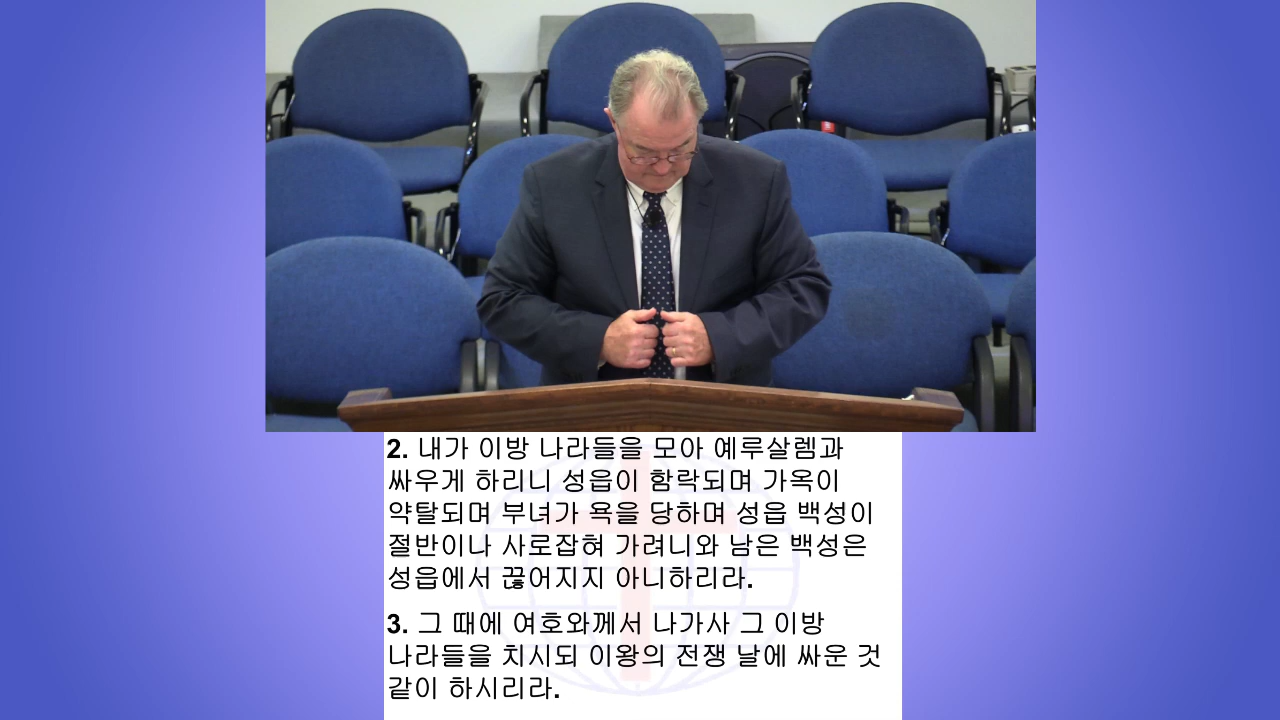 2. 내가 이방 나라들을 모아 예루살렘과
싸우게 하리니 성읍이 함락되며 가옥이
약탈되며 부녀가 욕을 당하며 성읍 백성이
절반이나 사로잡혀 가려니와 남은 백성은
성읍에서 끊어지지 아니하리라.
3. 그 때에 여호와께서 나가사 그 이방
나라들을 치시되 이왕의 전쟁 날에 싸운 것
같이 하시리라.